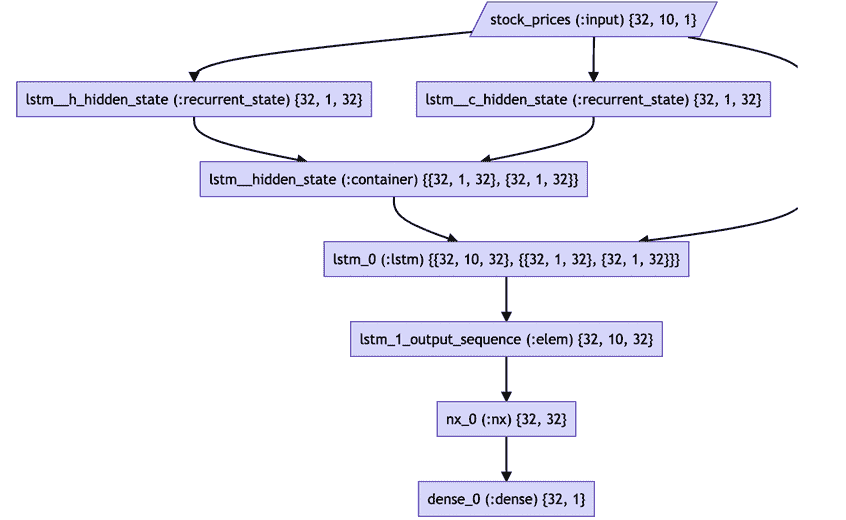 stock_prices (:input) {32, 10, 1}
lstm__h_hidden_state (:recurrent_state) {32, 1, 32}
lstm__c_hidden_state (:recurrent_state) {32, 1, 32}
lstm__hidden_state (:container) {{32, 1, 32}, {32, 1, 32}}
lstm_0 (:lstm) {{32, 10, 32}, {{32, 1, 32}, {32, 1, 32}}}
lstm_1_output_sequence (:elem) {32, 10, 32}
nx_0 (:nx) {32, 32}
dense_0 (:dense) {32, 1}